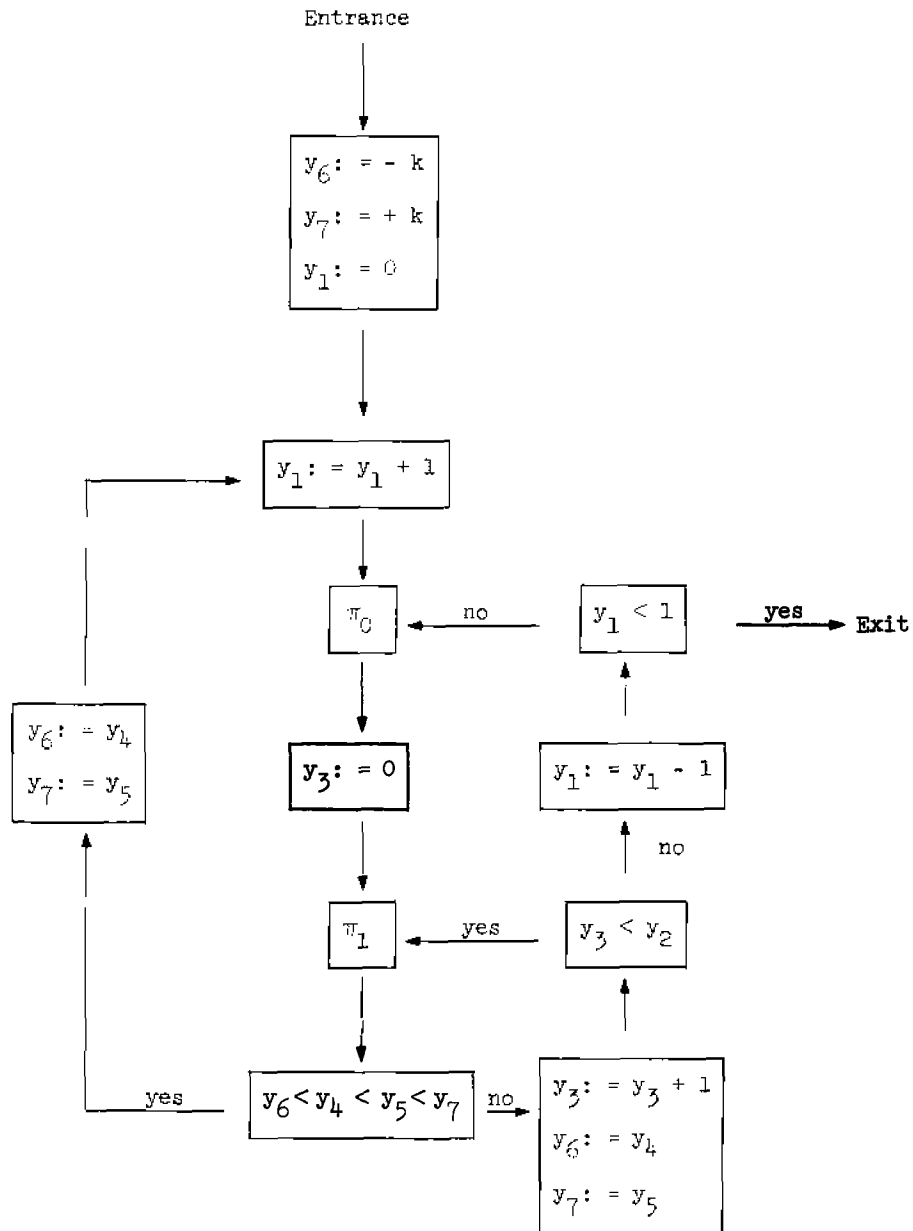 Entrance
y₆: = - k
y₇: = + k
y₁: = 0
y₁: = y₁ + 1
π₀
no
y₁ < 1
yes
Exit
y₆: = y₄
y₇: = y₅
y₃: = 0
y₁: = y₁ - 1
no
π₁
yes
y₃ < y₂
yes
y₆< y₄ < y₅< y₇
no
y₃: = y₃ + 1
y₆: = y₄
y₇: = y₅